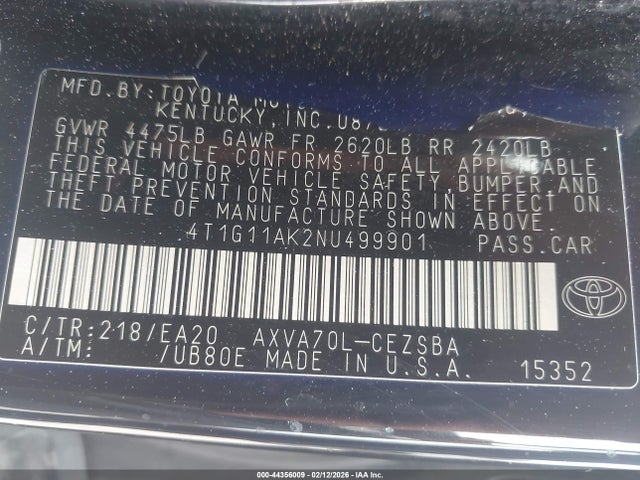 MFD.BY:TOYOTA
KENTUCKY,INC.
GVWR 4475LB GAWR FR 2620LB RR 2420LB
THIS VEHICLE CONFORMS TO ALL APPLICABLE
FEDERAL MOTOR VEHICLE SAFETY,BUMPER,AND
THEFT PREVENTION STANDARDS IN EFFECT ON
THE DATE OF MANUFACTURE SHOWN ABOVE.
4T1G11AK2NU499901 PASS.CAR
C/TR:218/EA20 AXVA70L-CEZSBA
A/TM: /UB80E MADE IN U.S.A. 15352
000-44356009 - 02/12/2026 - IAA Inc.